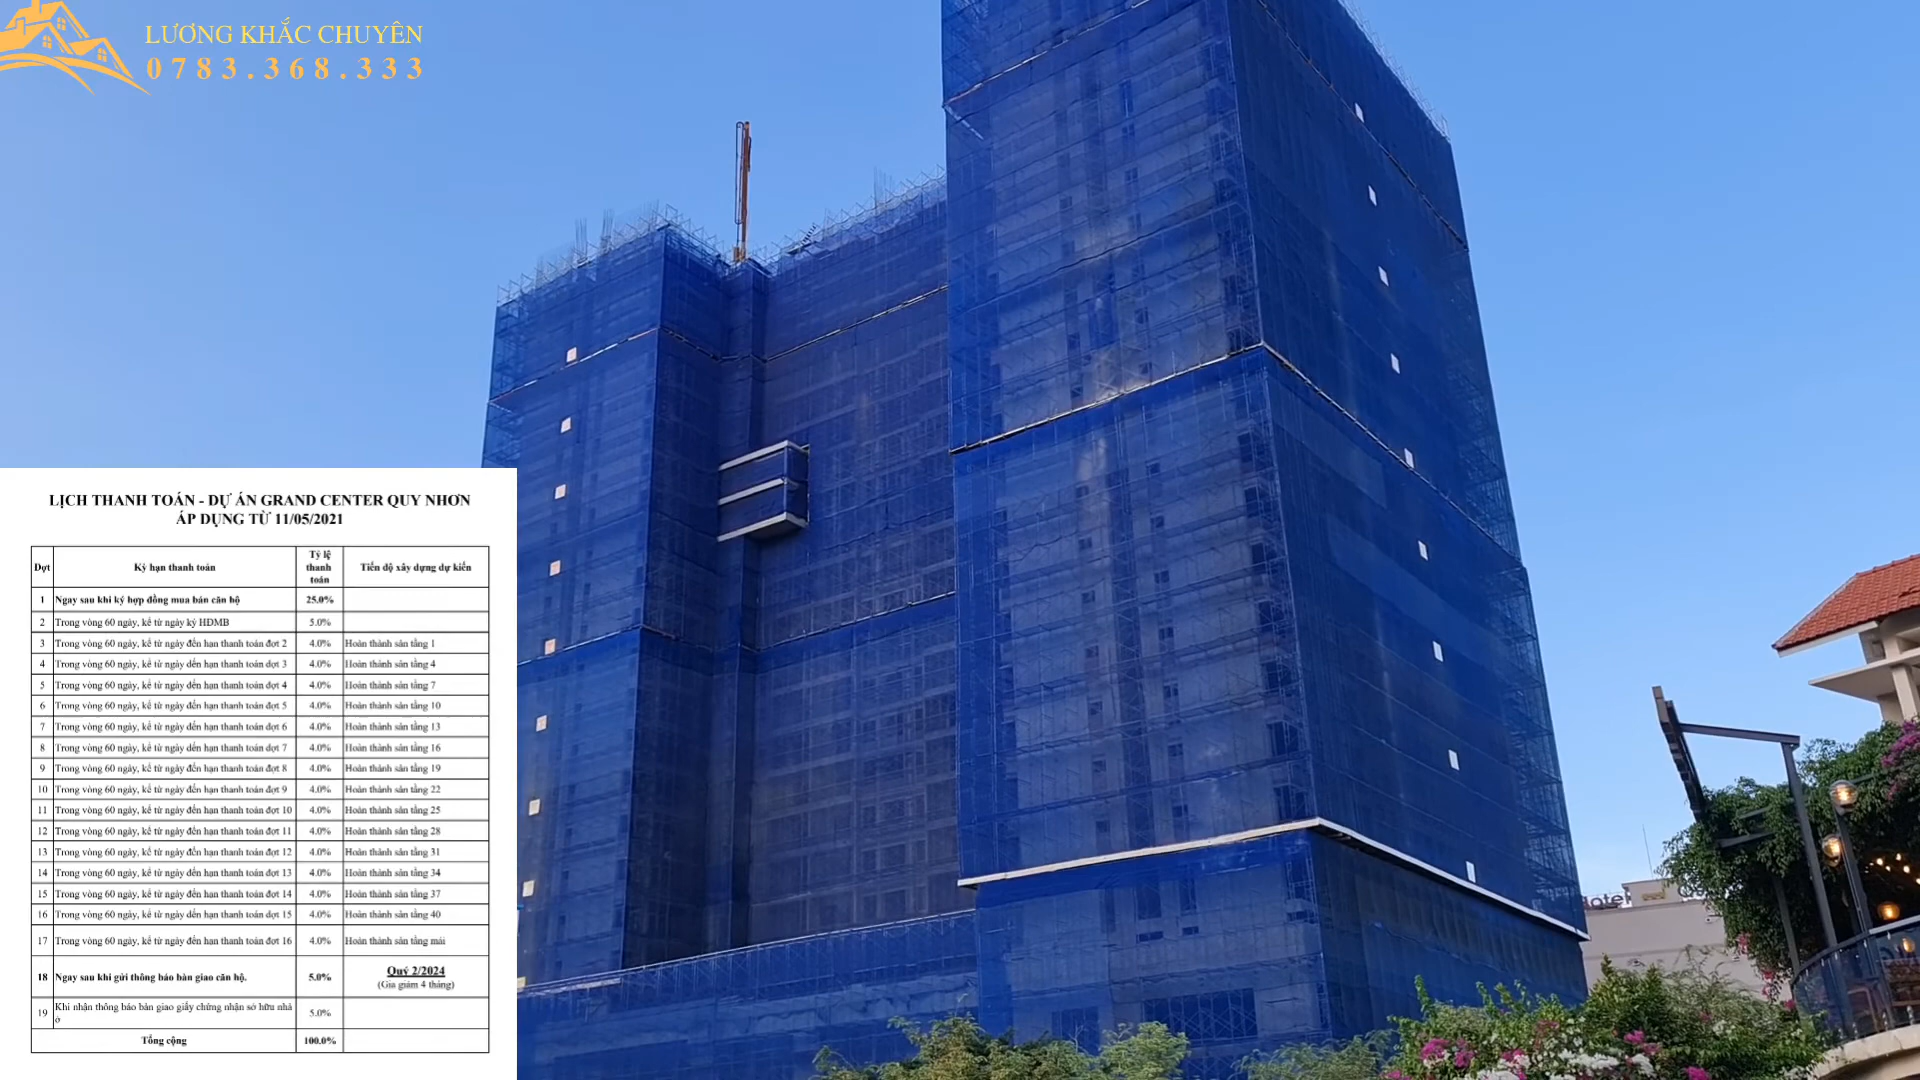 LƯƠNG KHẮC CHUYÊN
0783.368.333
LỊCH THANH TOÁN - DỰ ÁN GRAND CENTER QUY NHƠN
ÁP DỤNG TỪ 11/05/2021
Đợt Kỳ hạn thanh toán Tỷ lệ thanh toán Tiến độ xây dựng dự kiến
1 Ngay sau khi ký hợp đồng mua bán căn hộ 25.0%
2 Trong vòng 60 ngày, kể từ ngày ký HĐMB 5.0%
3 Trong vòng 60 ngày, kể từ ngày đến hạn thanh toán đợt 2 4.0% Hoàn thành sàn tầng 1
4 Trong vòng 60 ngày, kể từ ngày đến hạn thanh toán đợt 3 4.0% Hoàn thành sàn tầng 4
5 Trong vòng 60 ngày, kể từ ngày đến hạn thanh toán đợt 4 4.0% Hoàn thành sàn tầng 7
6 Trong vòng 60 ngày, kể từ ngày đến hạn thanh toán đợt 5 4.0% Hoàn thành sàn tầng 10
7 Trong vòng 60 ngày, kể từ ngày đến hạn thanh toán đợt 6 4.0% Hoàn thành sàn tầng 13
8 Trong vòng 60 ngày, kể từ ngày đến hạn thanh toán đợt 7 4.0% Hoàn thành sàn tầng 16
9 Trong vòng 60 ngày, kể từ ngày đến hạn thanh toán đợt 8 4.0% Hoàn thành sàn tầng 19
10 Trong vòng 60 ngày, kể từ ngày đến hạn thanh toán đợt 9 4.0% Hoàn thành sàn tầng 22
11 Trong vòng 60 ngày, kể từ ngày đến hạn thanh toán đợt 10 4.0% Hoàn thành sàn tầng 25
12 Trong vòng 60 ngày, kể từ ngày đến hạn thanh toán đợt 11 4.0% Hoàn thành sàn tầng 28
13 Trong vòng 60 ngày, kể từ ngày đến hạn thanh toán đợt 12 4.0% Hoàn thành sàn tầng 31
14 Trong vòng 60 ngày, kể từ ngày đến hạn thanh toán đợt 13 4.0% Hoàn thành sàn tầng 34
15 Trong vòng 60 ngày, kể từ ngày đến hạn thanh toán đợt 14 4.0% Hoàn thành sàn tầng 37
16 Trong vòng 60 ngày, kể từ ngày đến hạn thanh toán đợt 15 4.0% Hoàn thành sàn tầng 40
17 Trong vòng 60 ngày, kể từ ngày đến hạn thanh toán đợt 16 4.0% Hoàn thành sàn tầng mái
18 Ngay sau khi gửi thông báo bàn giao căn hộ. 5.0% Quý 2/2024
(Gia giảm 4 tháng)
19 Khi nhận thông báo bàn giao giấy chứng nhận sở hữu nhà ở 5.0%
Tổng cộng 100.0%
Hotel